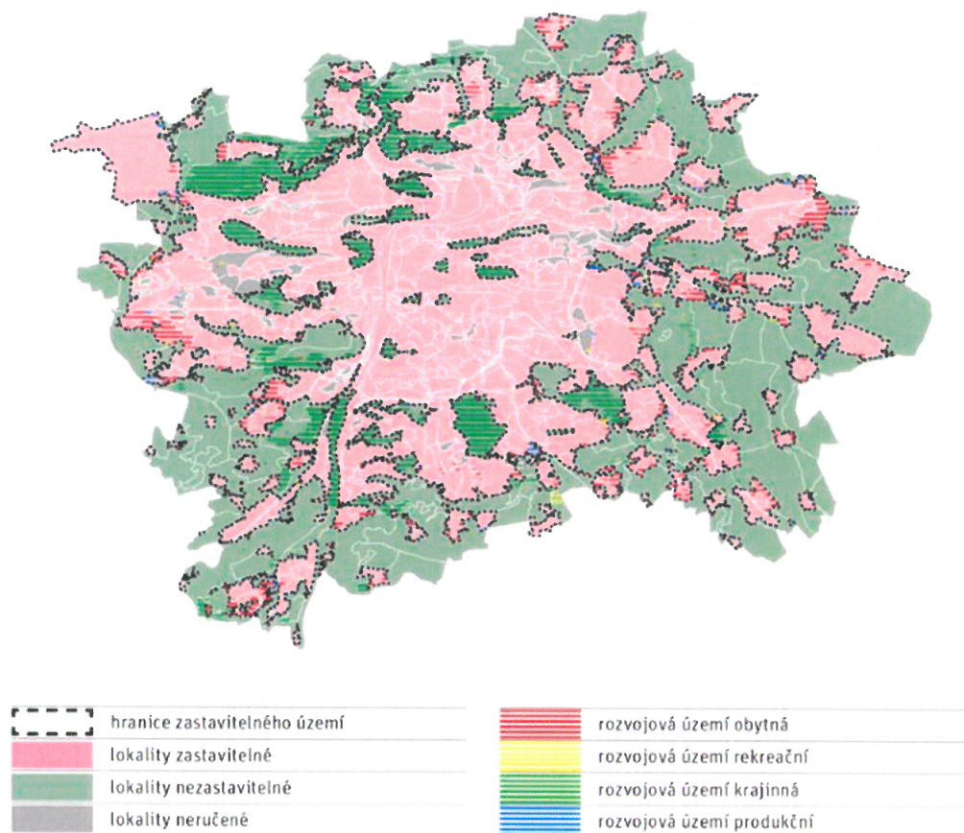 hranice zastavitelného území
lokality zastavitelné
lokality nezastavitelné
lokality neručené
rozvojová území obytná
rozvojová území rekreační
rozvojová území krajinná
rozvojová území produkční